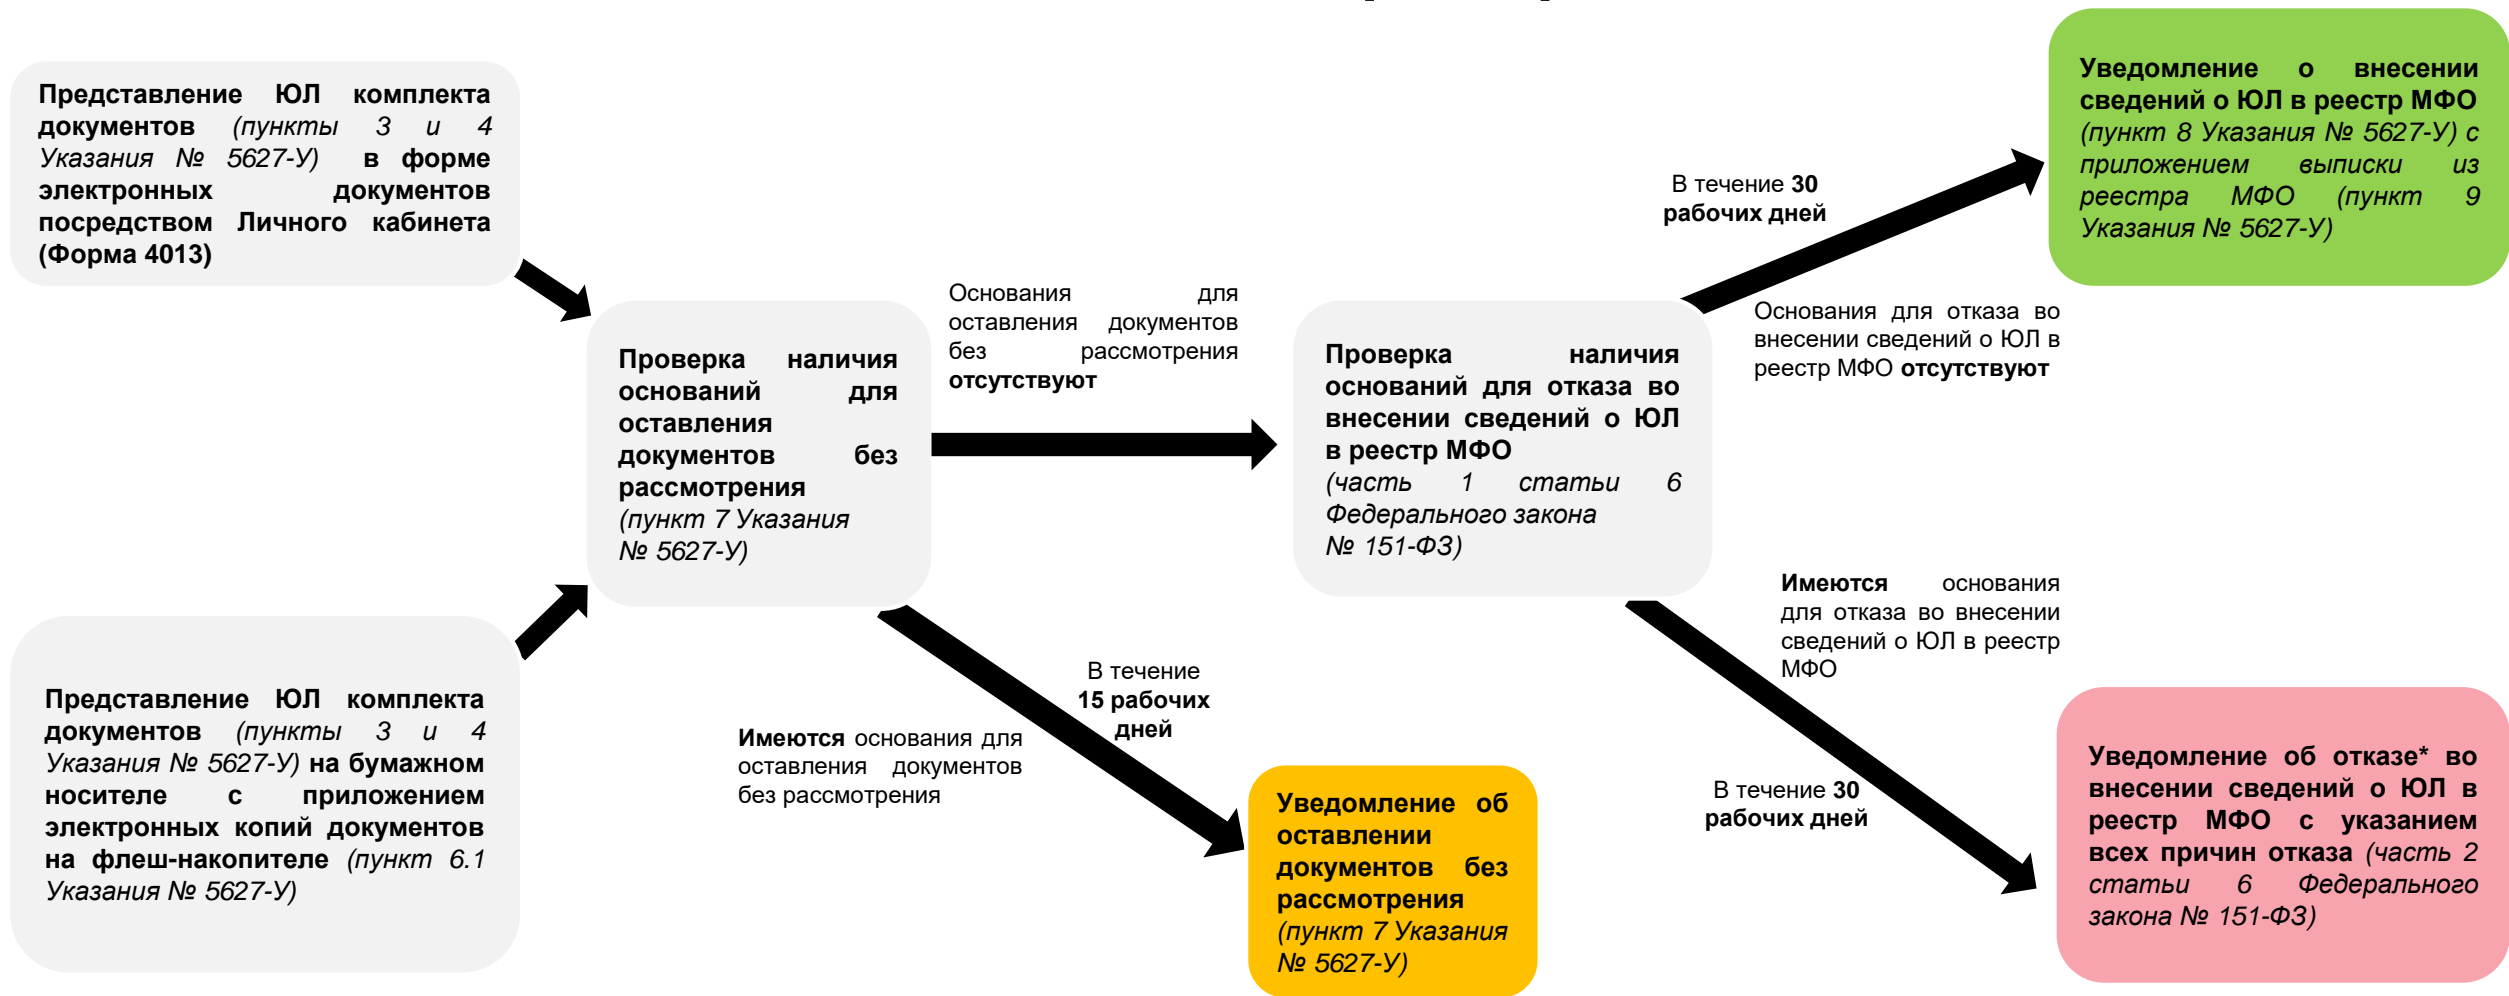 Представление ЮЛ комплекта
документов (пункты 3 и 4
Указания № 5627-У) в форме
электронных документов
посредством Личного кабинета
(Форма 4013)
Представление ЮЛ комплекта
документов (пункты 3 и 4
Указания № 5627-У) на бумажном
носителе с приложением
электронных копий документов
на флеш-накопителе (пункт 6.1
Указания № 5627-У)
Проверка наличия
оснований для
оставления
документов без
рассмотрения
(пункт 7 Указания
№ 5627-У)
Основания для
оставления документов
без рассмотрения
отсутствуют
Имеются основания для
оставления документов
без рассмотрения
В течение
15 рабочих
дней
Уведомление об
оставлении
документов без
рассмотрения
(пункт 7 Указания
№ 5627-У)
Проверка наличия
оснований для отказа во
внесении сведений о ЮЛ
в реестр МФО
(часть 1 статьи 6
Федерального закона
№ 151-ФЗ)
В течение 30
рабочих дней
Основания для отказа во
внесении сведений о ЮЛ в
реестр МФО отсутствуют
Уведомление о внесении
сведений о ЮЛ в реестр МФО
(пункт 8 Указания № 5627-У) с
приложением выписки из
реестра МФО (пункт 9
Указания № 5627-У)
Имеются основания
для отказа во внесении
сведений о ЮЛ в реестр
МФО
В течение 30
рабочих дней
Уведомление об отказе* во
внесении сведений о ЮЛ в
реестр МФО с указанием
всех причин отказа (часть 2
статьи 6 Федерального
закона № 151-ФЗ)